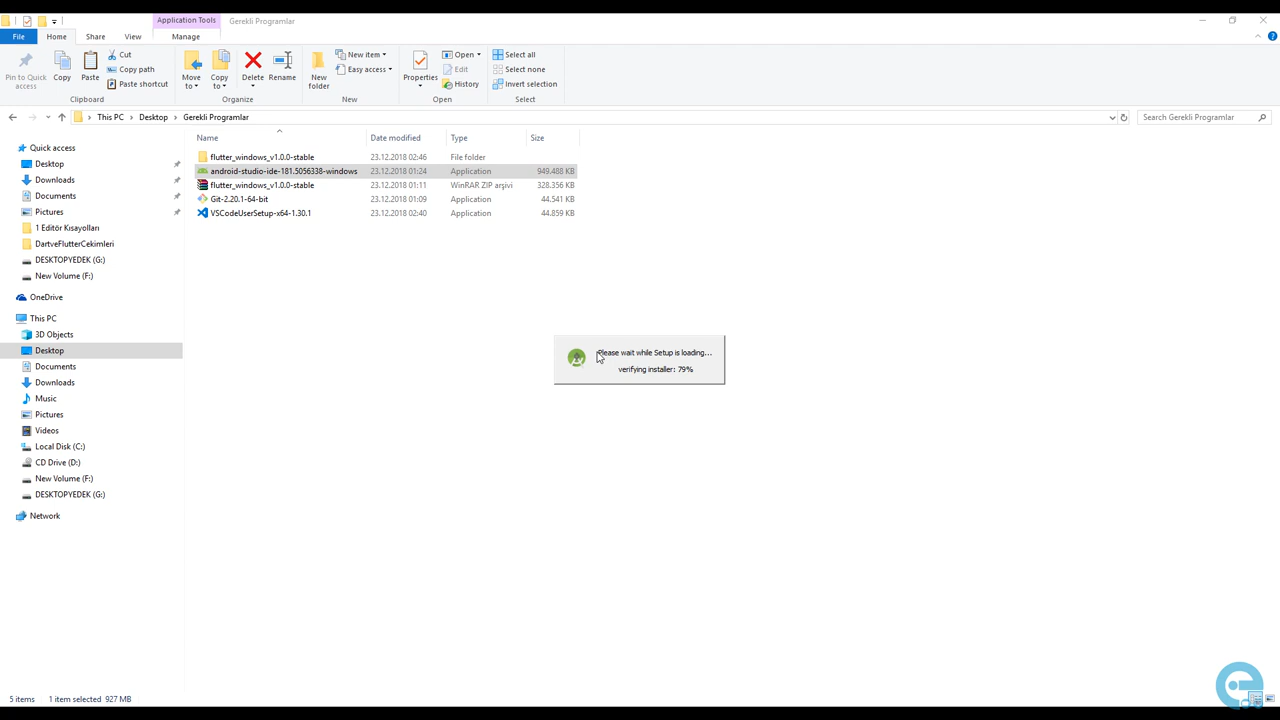 Application Tools Gerekli Programlar
File Home Share View Manage
Pin to Quick access
Copy
Paste
Cut
Copy path
Paste shortcut
Clipboard
Move to
Copy to
Delete
Rename
Organize
New folder
New item
Easy access
New
Properties
Open
Edit
History
Open
Select all
Select none
Invert selection
Select
This PC Desktop Gerekli Programlar
Search Gerekli Programlar
Name Date modified Type Size
flutter_windows_v1.0.0-stable 23.12.2018 02:46 File folder
android-studio-ide-181.5056338-windows 23.12.2018 01:24 Application 949.488 KB
flutter_windows_v1.0.0-stable 23.12.2018 01:11 WinRAR ZIP arşivi 328.356 KB
Git-2.20.1-64-bit 23.12.2018 01:09 Application 44.541 KB
VSCodeUserSetup-x64-1.30.1 23.12.2018 02:40 Application 44.859 KB
Quick access
Desktop
Downloads
Documents
Pictures
1 Editör Kısayolları
DartveFlutterCekimleri
DESKTOPYEDEK (G:)
New Volume (F:)
OneDrive
This PC
3D Objects
Desktop
Documents
Downloads
Music
Pictures
Videos
Local Disk (C:)
CD Drive (D:)
New Volume (F:)
DESKTOPYEDEK (G:)
Network
Please wait while Setup is loading...
verifying installer: 79%
5 items 1 item selected 927 MB